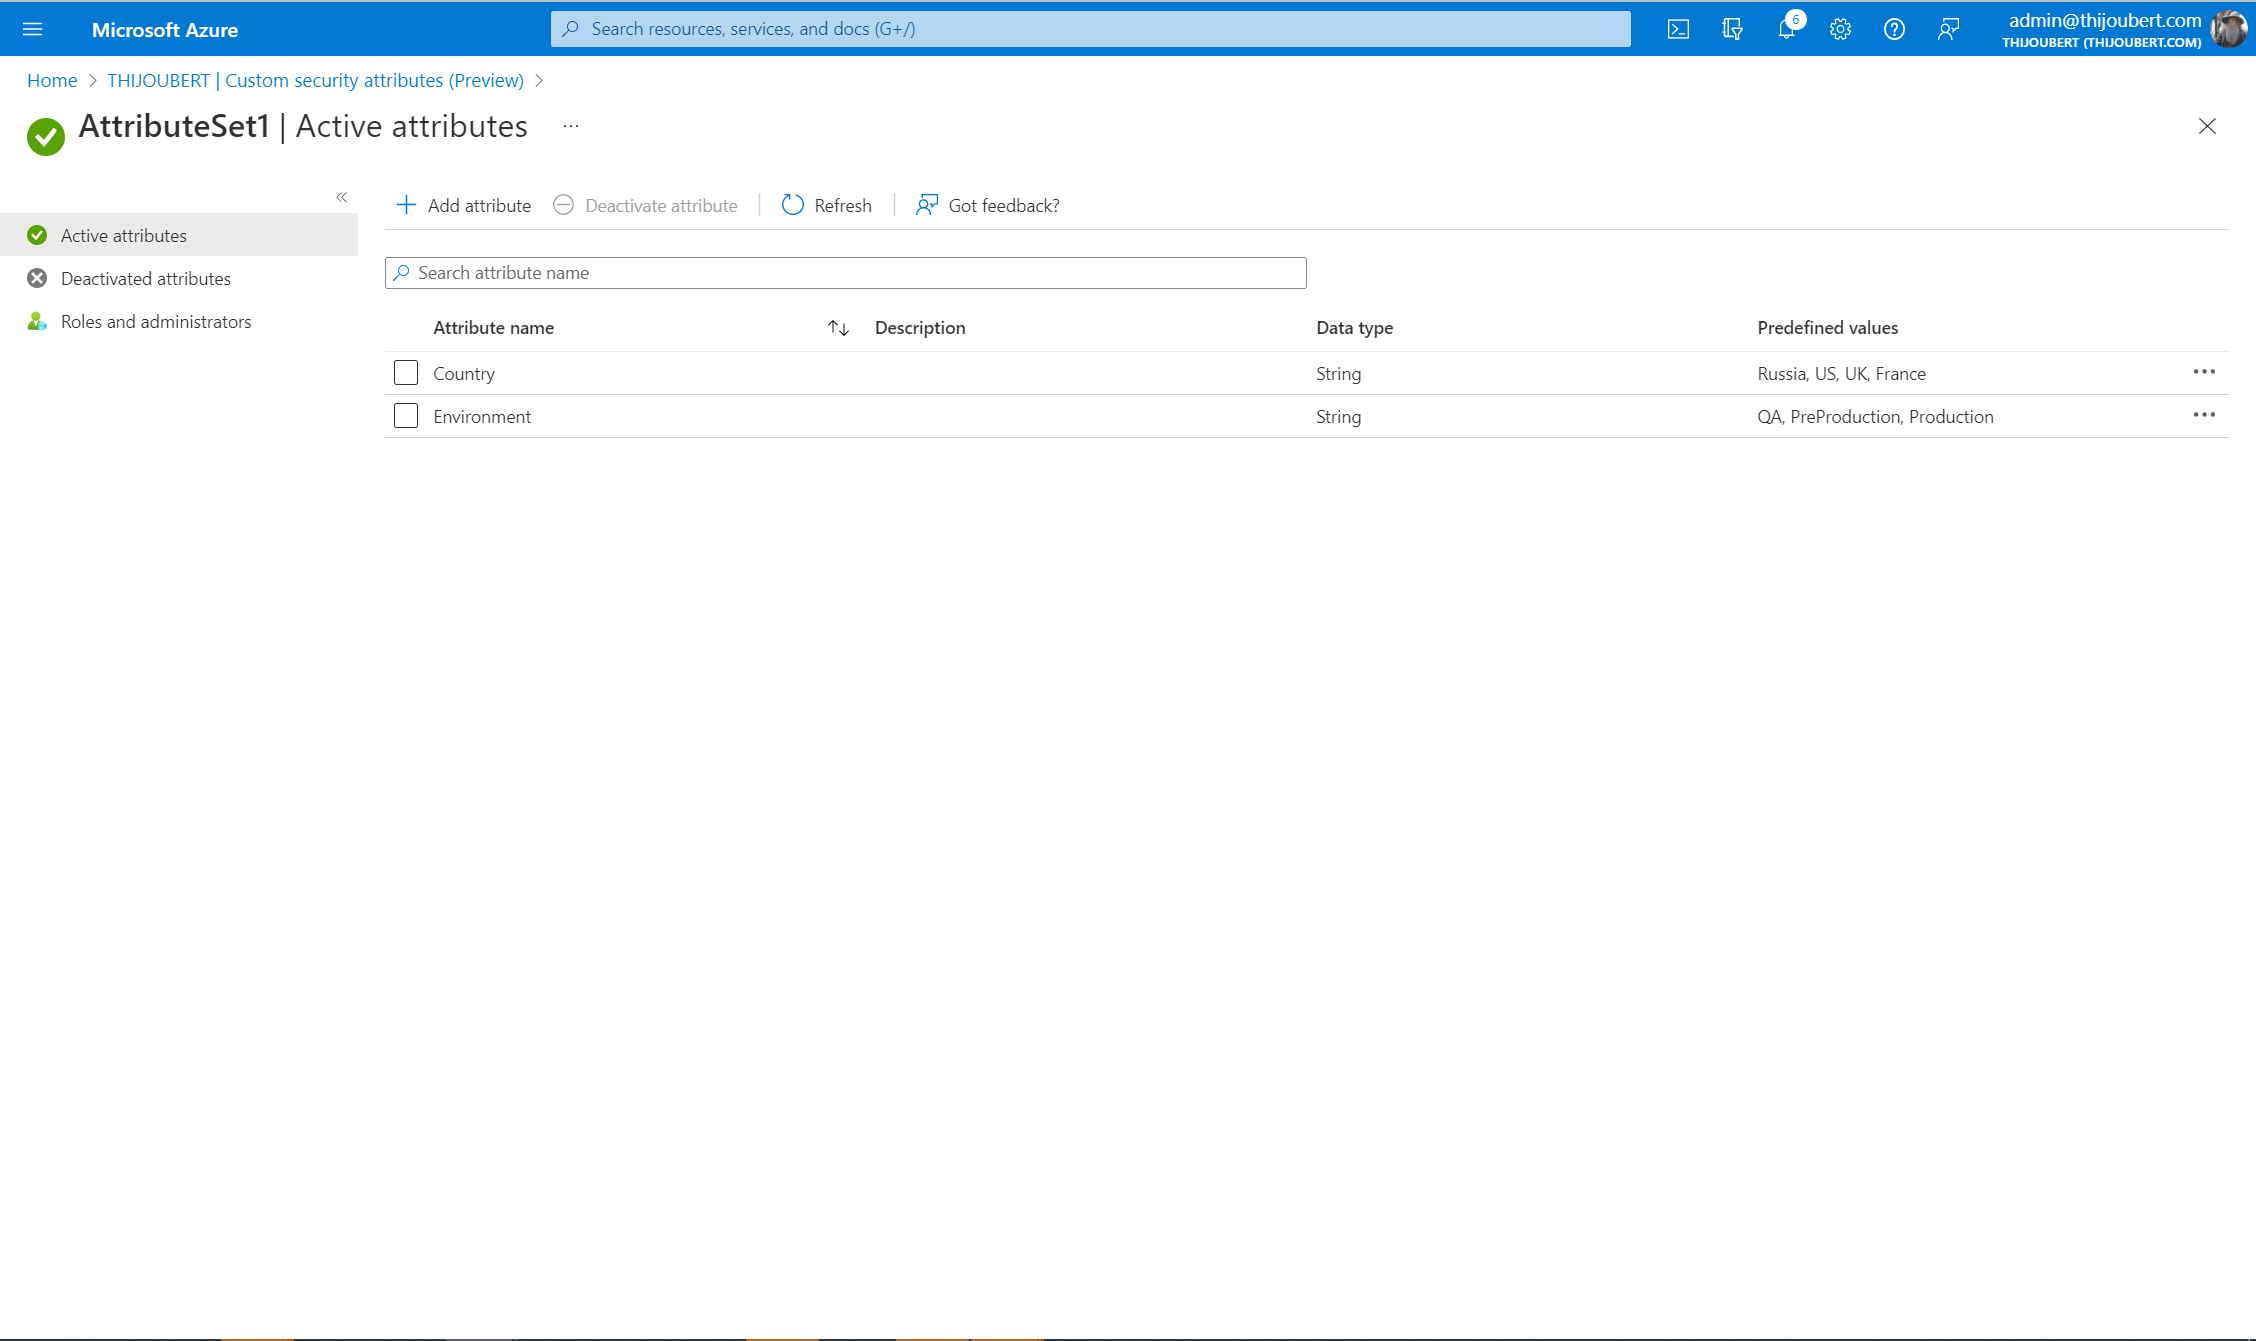 Microsoft Azure
Search resources, services, and docs (G+/)
6
admin@thijoubert.com
THIJOUBERT (THIJOUBERT.COM)
Home > THIJOUBERT | Custom security attributes (Preview) >
AttributeSet1 | Active attributes ...
Active attributes
Deactivated attributes
Roles and administrators
Add attribute Deactivate attribute Refresh Got feedback?
Search attribute name
Attribute name Description Data type Predefined values
Country String Russia, US, UK, France
Environment String QA, PreProduction, Production